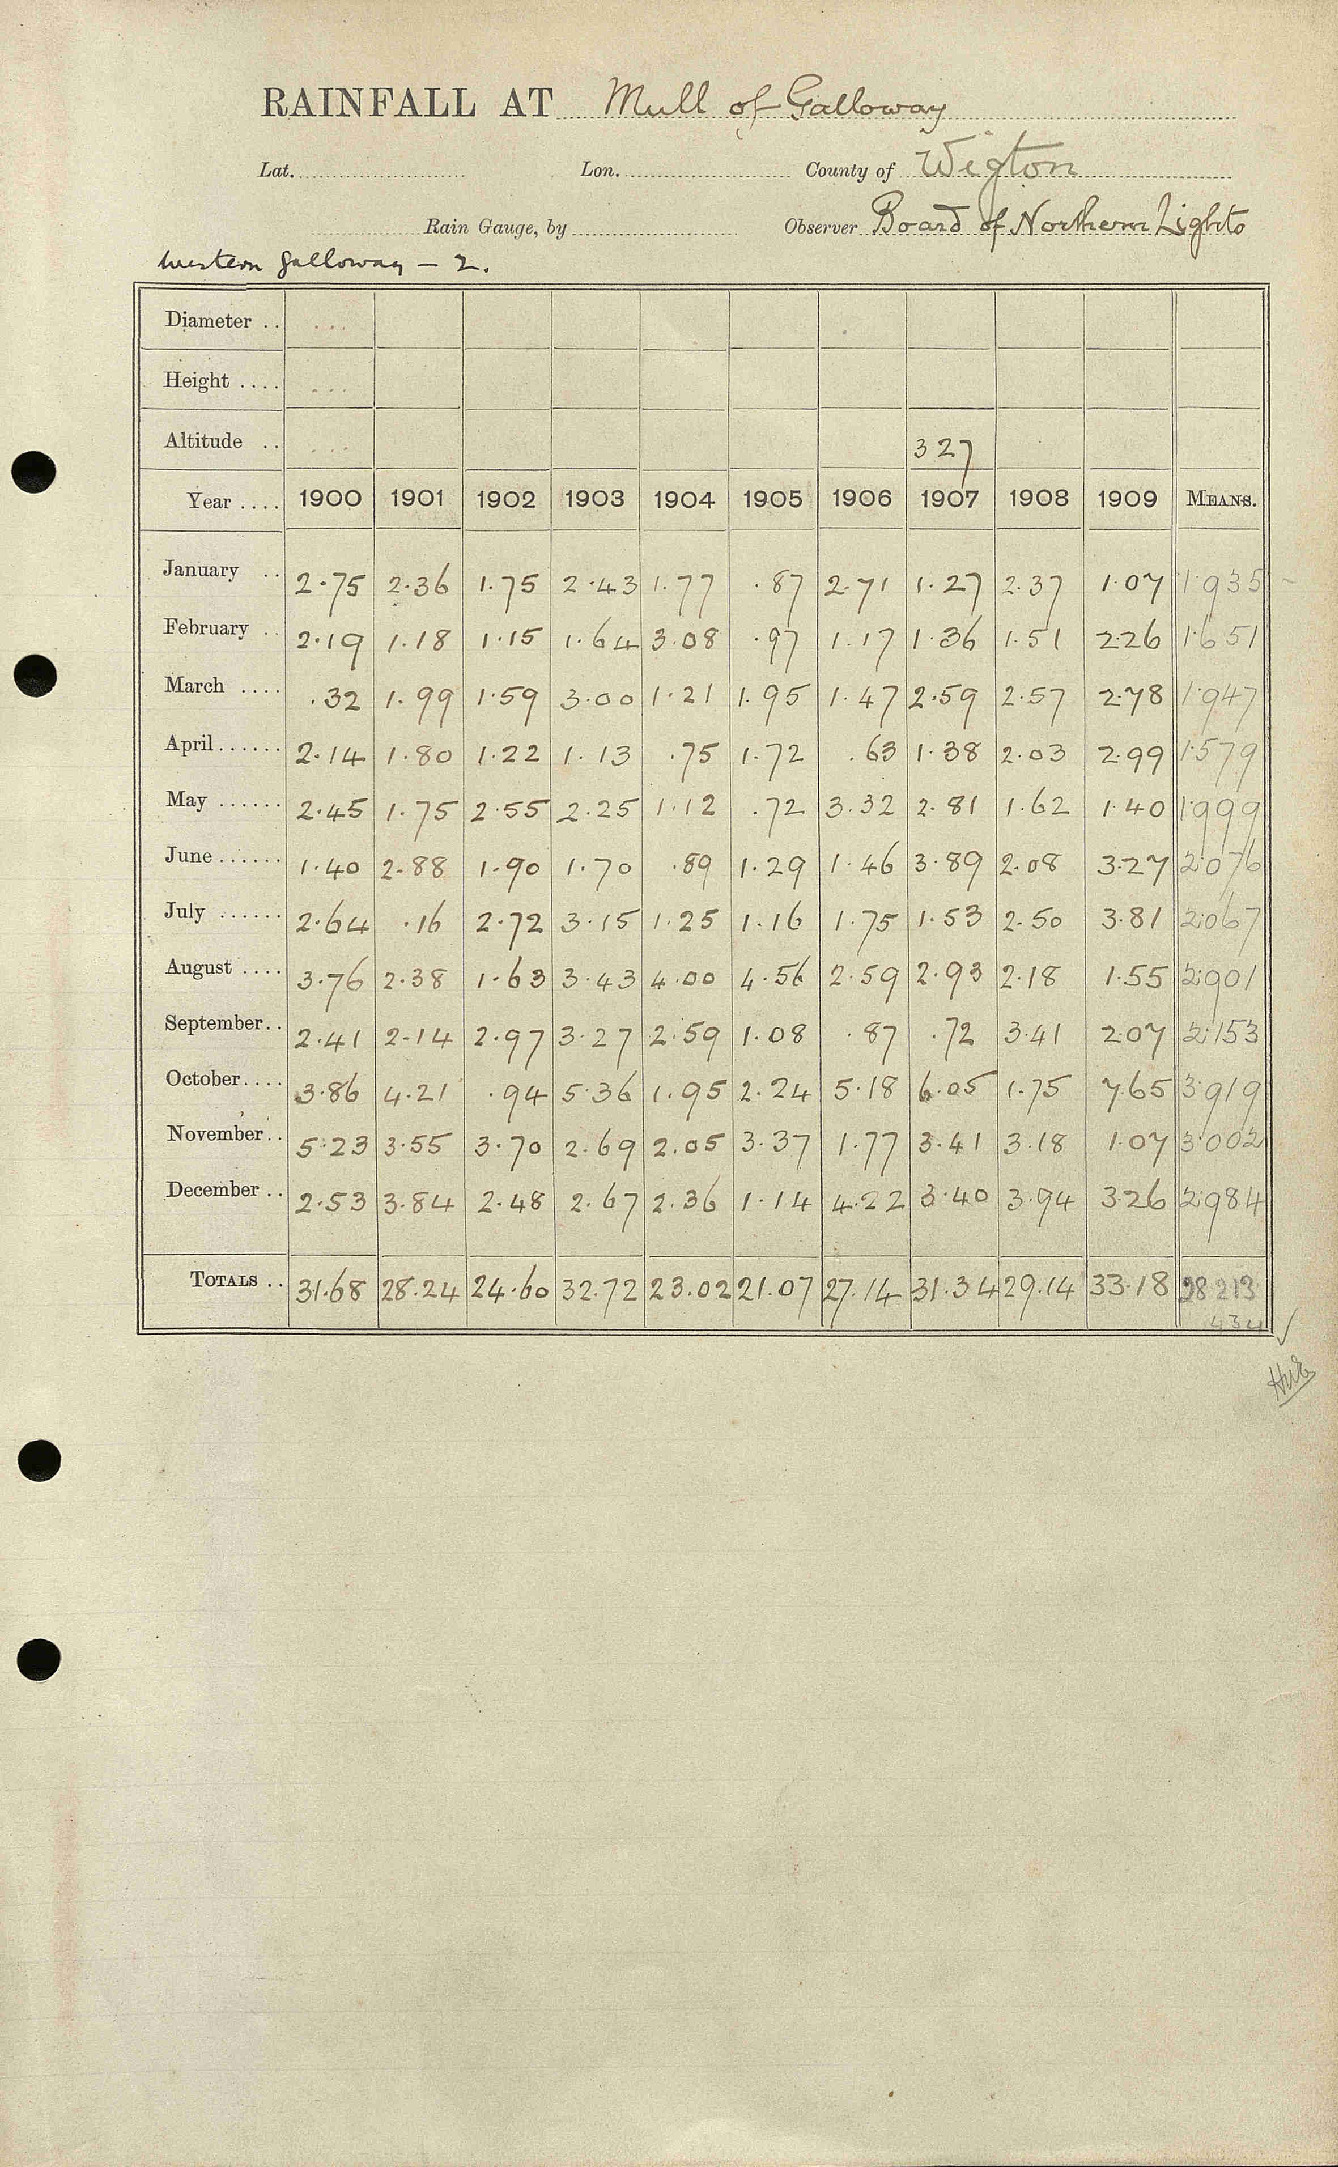 RAINFALL AT Mull of Galloway
Lat. Lon. County of Wigton
Rain Gauge, by Observer Board of Northern Lights
Western Galloway – 2.
Diameter .. ...
Height .... ...
Altitude .. ... 327
Year .... 1900 1901 1902 1903 1904 1905 1906 1907 1908 1909 MEANS.
January .. 2.75 2.36 1.75 2.43 1.77 .87 2.71 1.27 2.37 1.07 1.935
February .. 2.19 1.18 1.15 1.64 3.08 .97 1.17 1.36 1.51 2.26 1.651
March .... .32 1.99 1.59 3.00 1.21 1.95 1.47 2.59 2.57 2.78 1.947
April ...... 2.14 1.80 1.22 1.13 .75 1.72 .63 1.38 2.03 2.99 1.579
May ...... 2.45 1.75 2.55 2.25 1.12 .72 3.32 2.81 1.62 1.40 1.999
June ...... 1.40 2.88 1.90 1.70 .89 1.29 1.46 3.89 2.08 3.27 2.076
July ...... 2.64 .16 2.72 3.15 1.25 1.16 1.75 1.53 2.50 3.81 2.067
August .... 3.76 2.38 1.63 3.43 4.00 4.56 2.59 2.93 2.18 1.55 2.901
September.. 2.41 2.14 2.97 3.27 2.59 1.08 .87 .72 3.41 2.07 2.153
October.... 3.86 4.21 .94 5.36 1.95 2.24 5.18 6.05 1.75 7.65 3.919
November.. 5.23 3.55 3.70 2.69 2.05 3.37 1.77 3.41 3.18 1.07 3.002
December .. 2.53 3.84 2.48 2.67 2.36 1.14 4.22 3.40 3.94 3.26 2.984
TOTALS .. 31.68 28.24 24.60 32.72 23.02 21.07 27.14 31.34 29.14 33.18 28.213
434